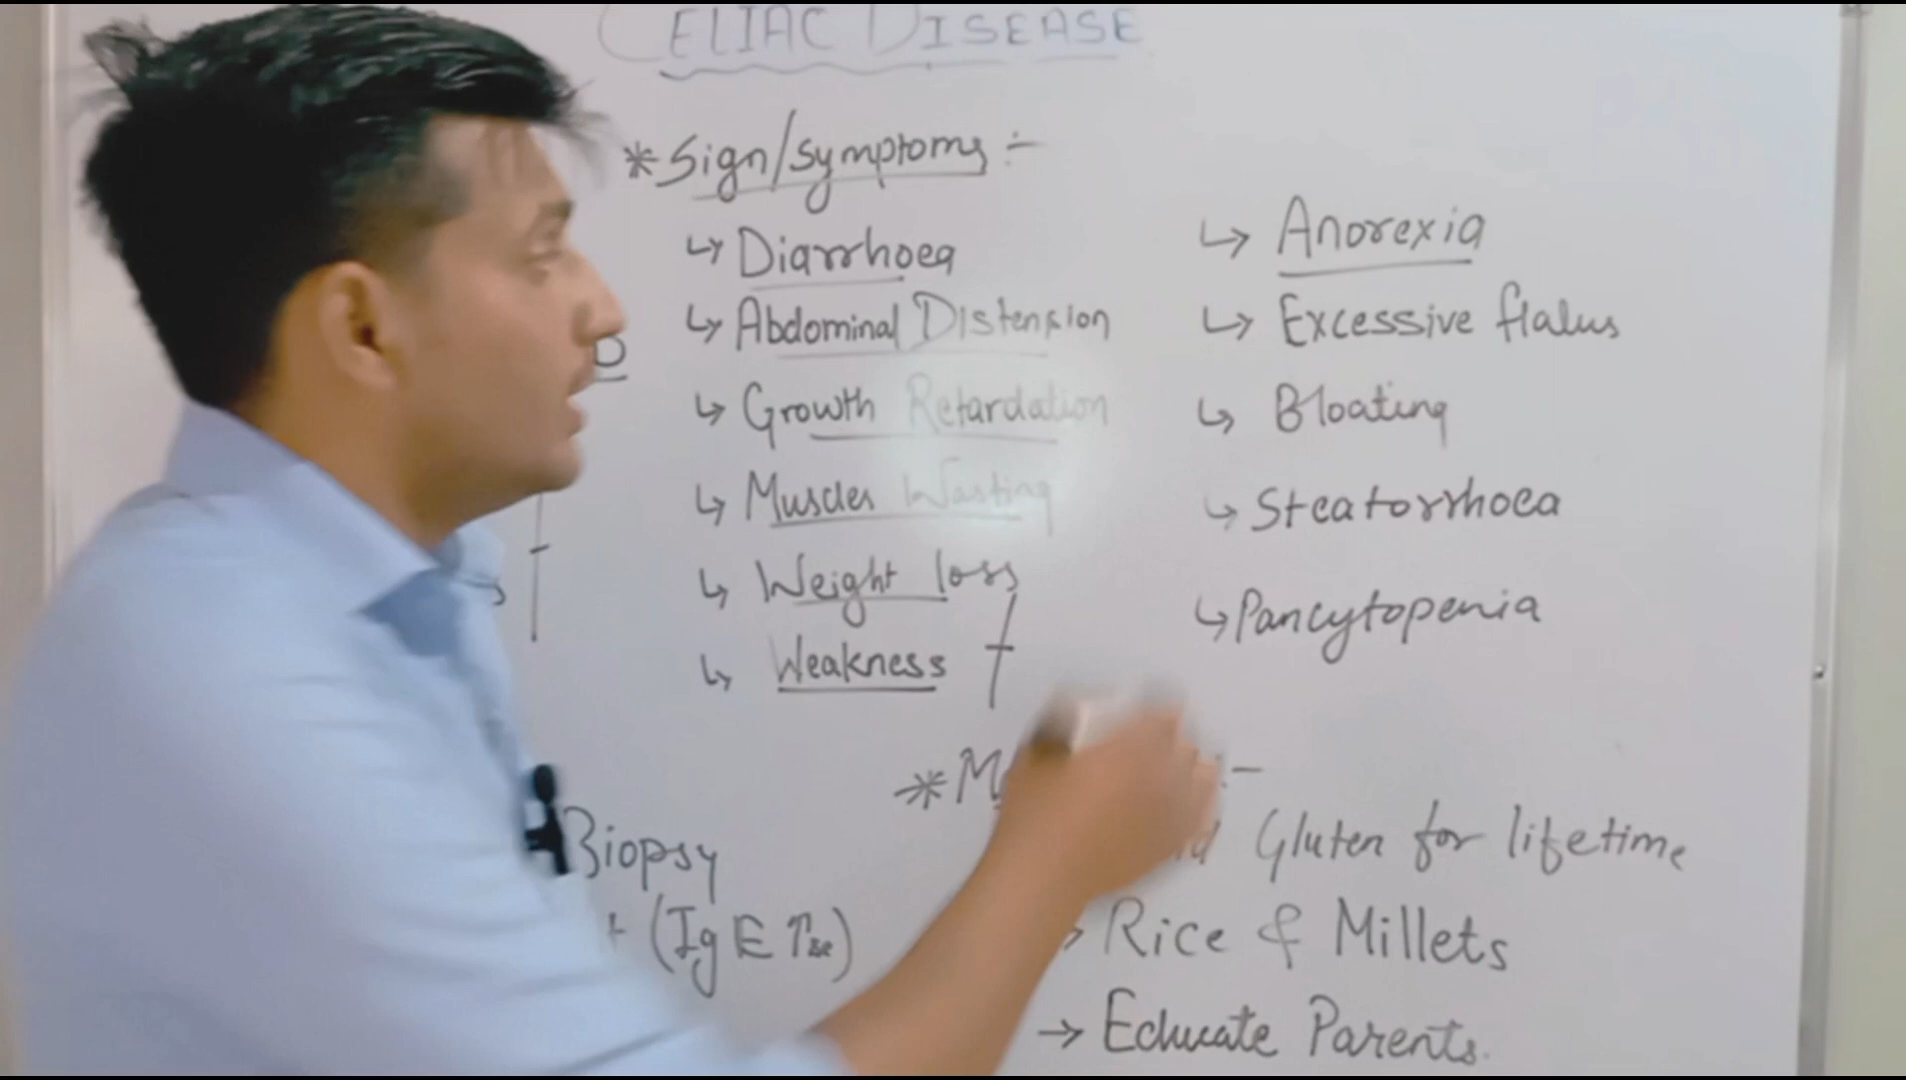 CELIAC DISEASE
* Sign/symptoms :-
↳ Diarrhoea
↳ Abdominal Distension
↳ Growth Retardation
↳ Muscles Wasting
↳ Weight loss
↳ Weakness
↳ Anorexia
↳ Excessive flatus
↳ Bloating
↳ Steatorrhoea
↳ Pancytopenia
Biopsy
(IgE ↑se)
* M :-
Gluten for lifetime
Rice & Millets
→ Educate Parents.